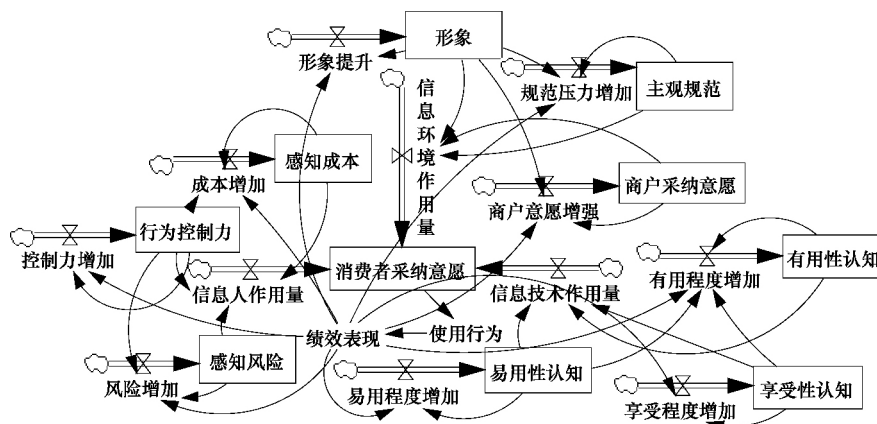 形象
形象提升
信息环境作用量
规范压力增加
主观规范
感知成本
成本增加
商户采纳意愿
商户意愿增强
行为控制力
控制力增加
信息人作用量
消费者采纳意愿
信息技术作用量
有用程度增加
有用性认知
绩效表现
使用行为
感知风险
风险增加
易用性认知
易用程度增加
享受性认知
享受程度增加